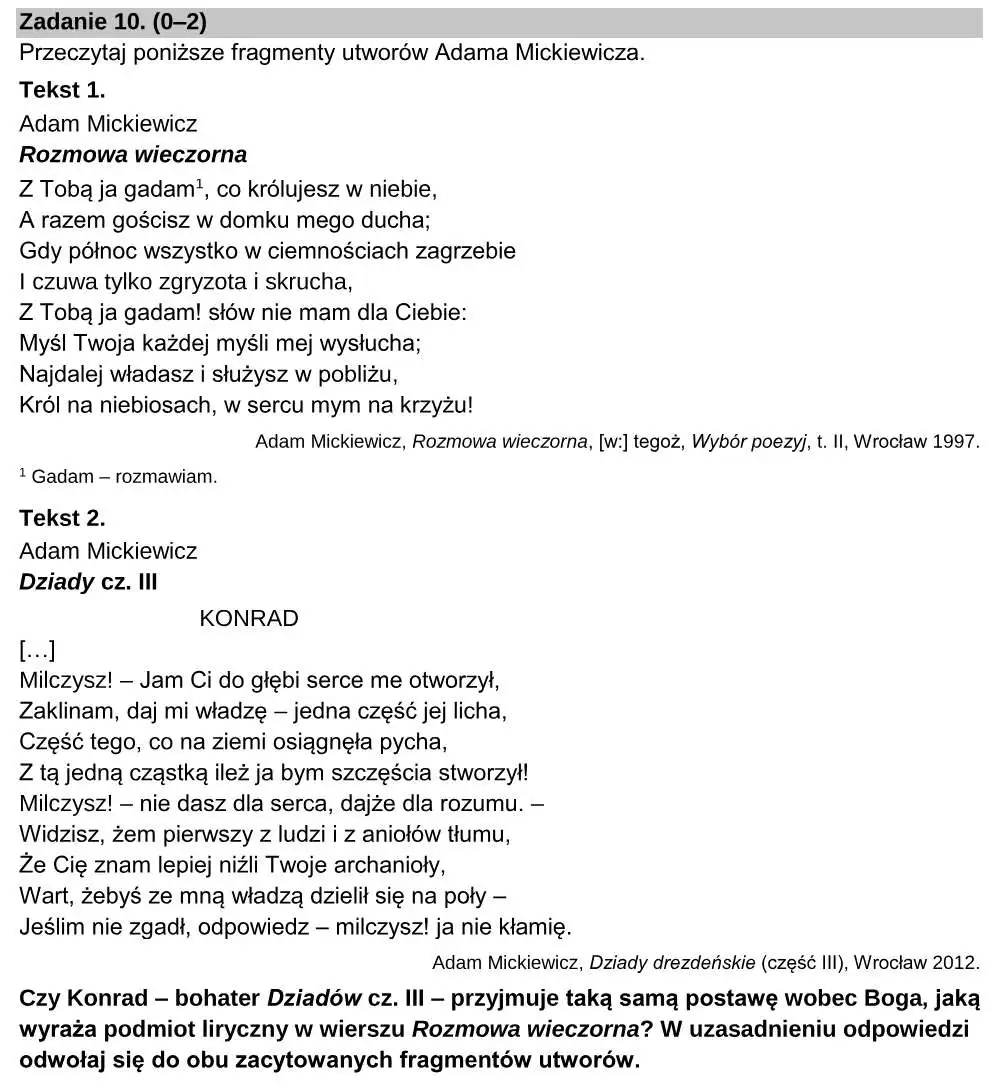 Zadanie 10. (0–2)
Przeczytaj poniższe fragmenty utworów Adama Mickiewicza.
Tekst 1.
Adam Mickiewicz
Rozmowa wieczorna
Z Tobą ja gadam¹, co królujesz w niebie,
A razem gościsz w domku mego ducha;
Gdy północ wszystko w ciemnościach zagrzebie
I czuwa tylko zgryzota i skrucha,
Z Tobą ja gadam! słów nie mam dla Ciebie:
Myśl Twoja każdej myśli mej wysłucha;
Najdalej władasz i służysz w pobliżu,
Król na niebiosach, w sercu mym na krzyżu!
Adam Mickiewicz, Rozmowa wieczorna, [w:] tegoż, Wybór poezyj, t. II, Wrocław 1997.
¹ Gadam – rozmawiam.
Tekst 2.
Adam Mickiewicz
Dziady cz. III
KONRAD
[…]
Milczysz! – Jam Ci do głębi serce me otworzył,
Zaklinam, daj mi władzę – jedna część jej licha,
Część tego, co na ziemi osiągnęła pycha,
Z tą jedną cząstką ileż ja bym szczęścia stworzył!
Milczysz! – nie dasz dla serca, dajże dla rozumu. –
Widzisz, żem pierwszy z ludzi i z aniołów tłumu,
Że Cię znam lepiej niźli Twoje archanioły,
Wart, żebyś ze mną władzą dzielił się na poły –
Jeślim nie zgadł, odpowiedz – milczysz! ja nie kłamię.
Adam Mickiewicz, Dziady drezdeńskie (część III), Wrocław 2012.
Czy Konrad – bohater Dziadów cz. III – przyjmuje taką samą postawę wobec Boga, jaką
wyraża podmiot liryczny w wierszu Rozmowa wieczorna? W uzasadnieniu odpowiedzi
odwołaj się do obu zacytowanych fragmentów utworów.